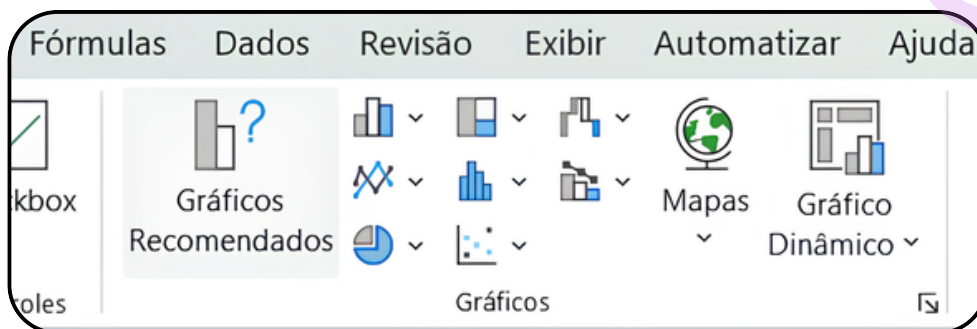 Fórmulas Dados Revisão Exibir Automatizar Ajuda
kbox
Gráficos
Recomendados
Mapas
Gráfico
Dinâmico
oles
Gráficos